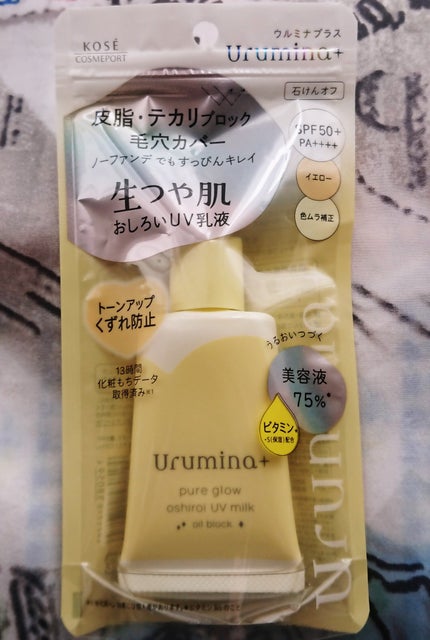 KOSÉ
COSMEPORT
ウルミナプラス
Urumina+
石けんオフ
皮脂・テカリブロック
毛穴カバー
ノーファンデでもすっぴんキレイ
生つや肌
おしろいUV乳液
SPF50+
PA++++
イエロー
色ムラ補正
トーンアップ
くずれ防止
13時間
化粧もちデータ
取得済み※1
うるおいつづく
美容液
75%*
ビタミン
Urumina+
pure glow
oshiroi UV milk
oil block
Urumina+